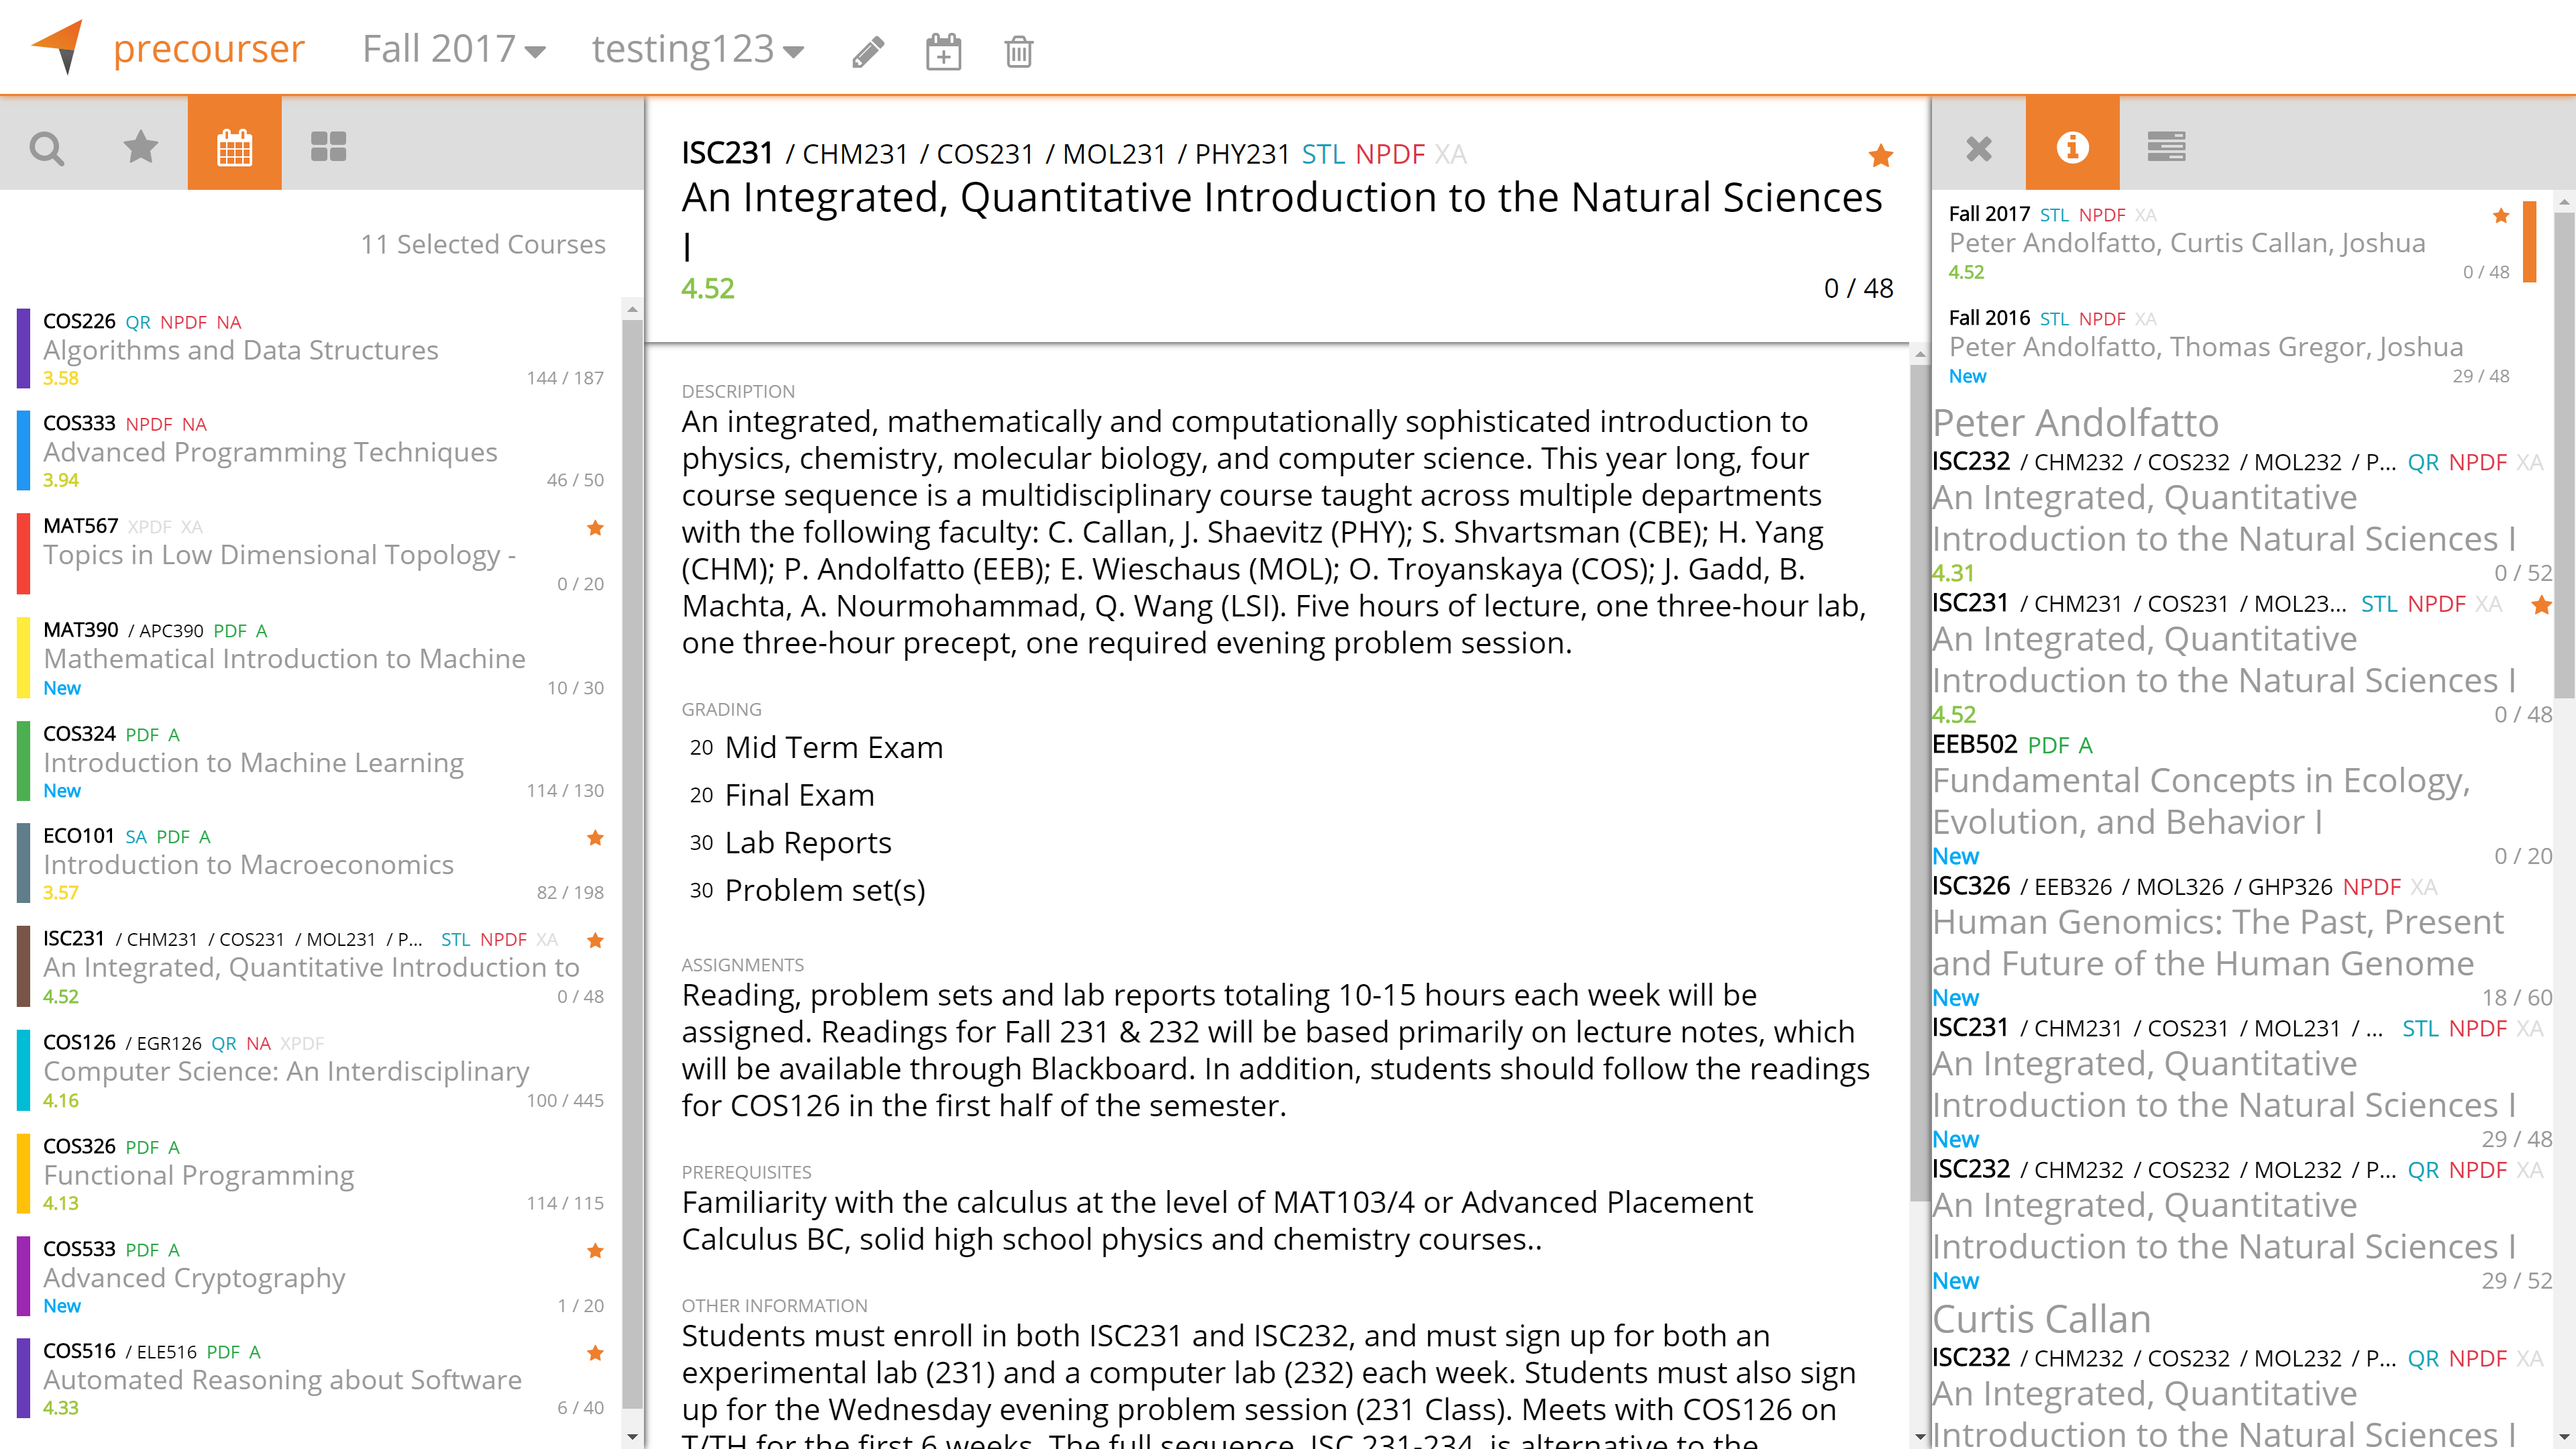 precourser
Fall 2017
testing123
11 Selected Courses
COS226 QR NPDF NA
Algorithms and Data Structures
3.58 144 / 187
COS333 NPDF NA
Advanced Programming Techniques
3.94 46 / 50
MAT567 XPDF XA
Topics in Low Dimensional Topology -
0 / 20
MAT390 / APC390 PDF A
Mathematical Introduction to Machine
New 10 / 30
COS324 PDF A
Introduction to Machine Learning
New 114 / 130
ECO101 SA PDF A
Introduction to Macroeconomics
3.57 82 / 198
ISC231 / CHM231 / COS231 / MOL231 / P... STL NPDF XA
An Integrated, Quantitative Introduction to
4.52 0 / 48
COS126 / EGR126 QR NA XPDF
Computer Science: An Interdisciplinary
4.16 100 / 445
COS326 PDF A
Functional Programming
4.13 114 / 115
COS533 PDF A
Advanced Cryptography
New 1 / 20
COS516 / ELE516 PDF A
Automated Reasoning about Software
4.33 6 / 40
ISC231 / CHM231 / COS231 / MOL231 / PHY231 STL NPDF XA
An Integrated, Quantitative Introduction to the Natural Sciences
I
4.52 0 / 48
DESCRIPTION
An integrated, mathematically and computationally sophisticated introduction to
physics, chemistry, molecular biology, and computer science. This year long, four
course sequence is a multidisciplinary course taught across multiple departments
with the following faculty: C. Callan, J. Shaevitz (PHY); S. Shvartsman (CBE); H. Yang
(CHM); P. Andolfatto (EEB); E. Wieschaus (MOL); O. Troyanskaya (COS); J. Gadd, B.
Machta, A. Nourmohammad, Q. Wang (LSI). Five hours of lecture, one three-hour lab,
one three-hour precept, one required evening problem session.
GRADING
20 Mid Term Exam
20 Final Exam
30 Lab Reports
30 Problem set(s)
ASSIGNMENTS
Reading, problem sets and lab reports totaling 10-15 hours each week will be
assigned. Readings for Fall 231 & 232 will be based primarily on lecture notes, which
will be available through Blackboard. In addition, students should follow the readings
for COS126 in the first half of the semester.
PREREQUISITES
Familiarity with the calculus at the level of MAT103/4 or Advanced Placement
Calculus BC, solid high school physics and chemistry courses..
OTHER INFORMATION
Students must enroll in both ISC231 and ISC232, and must sign up for both an
experimental lab (231) and a computer lab (232) each week. Students must also sign
up for the Wednesday evening problem session (231 Class). Meets with COS126 on
T/TH for the first 6 weeks. The full sequence, ISC 231-234, is alternative to the
Fall 2017 STL NPDF XA
Peter Andolfatto, Curtis Callan, Joshua
4.52 0 / 48
Fall 2016 STL NPDF XA
Peter Andolfatto, Thomas Gregor, Joshua
New 29 / 48
Peter Andolfatto
ISC232 / CHM232 / COS232 / MOL232 / P... QR NPDF XA
An Integrated, Quantitative
Introduction to the Natural Sciences I
4.31 0 / 52
ISC231 / CHM231 / COS231 / MOL23... STL NPDF XA
An Integrated, Quantitative
Introduction to the Natural Sciences I
4.52 0 / 48
EEB502 PDF A
Fundamental Concepts in Ecology,
Evolution, and Behavior I
New 0 / 20
ISC326 / EEB326 / MOL326 / GHP326 NPDF XA
Human Genomics: The Past, Present
and Future of the Human Genome
New 18 / 60
ISC231 / CHM231 / COS231 / MOL231 / ... STL NPDF XA
An Integrated, Quantitative
Introduction to the Natural Sciences I
New 29 / 48
ISC232 / CHM232 / COS232 / MOL232 / P... QR NPDF XA
An Integrated, Quantitative
Introduction to the Natural Sciences I
New 29 / 52
Curtis Callan
ISC232 / CHM232 / COS232 / MOL232 / P... QR NPDF XA
An Integrated, Quantitative
Introduction to the Natural Sciences I